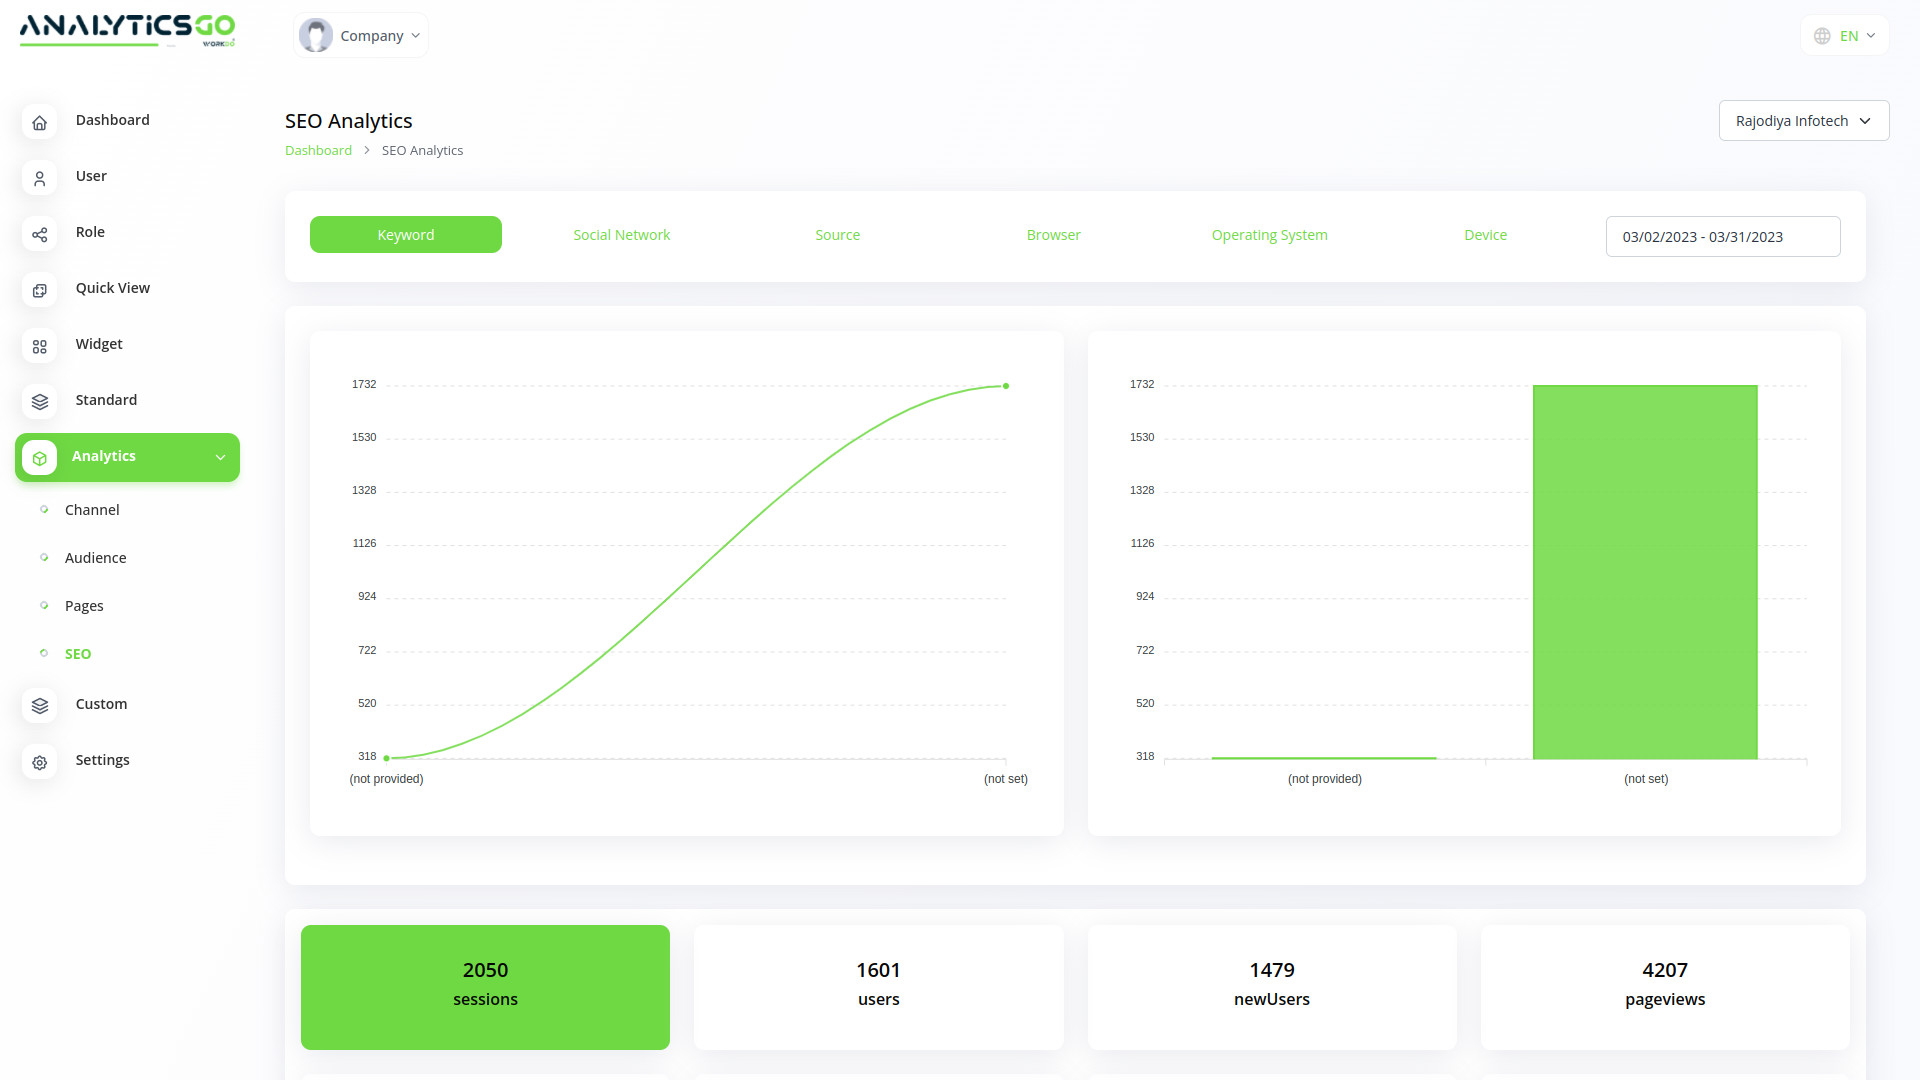 ANALYTICSGO
WORKDO
Company
EN
Dashboard
User
Role
Quick View
Widget
Standard
Analytics
Channel
Audience
Pages
SEO
Custom
Settings
SEO Analytics
Dashboard > SEO Analytics
Rajodiya Infotech
Keyword Social Network Source Browser Operating System Device 03/02/2023 - 03/31/2023
1732
1530
1328
1126
924
722
520
318
(not provided) (not set)
1732
1530
1328
1126
924
722
520
318
(not provided) (not set)
2050
sessions
1601
users
1479
newUsers
4207
pageviews